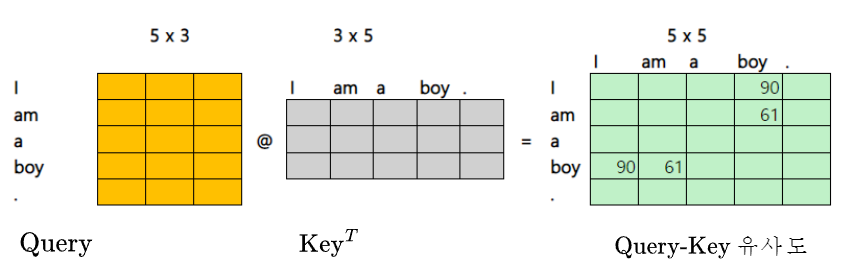 5 x 3 3 x 5 5 x 5
I am a boy . I am a boy .
I I 90
am am 61
a @ = a
boy boy 90 61
. .
Query Key^T Query-Key 유사도